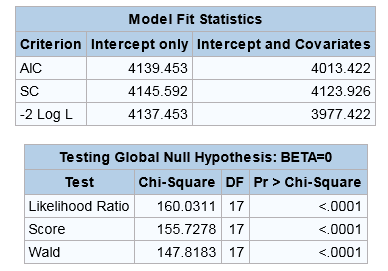 Model Fit Statistics
Criterion Intercept only Intercept and Covariates
AIC 4139.453 4013.422
SC 4145.592 4123.926
-2 Log L 4137.453 3977.422
Testing Global Null Hypothesis: BETA=0
Test Chi-Square DF Pr > Chi-Square
Likelihood Ratio 160.0311 17 <.0001
Score 155.7278 17 <.0001
Wald 147.8183 17 <.0001